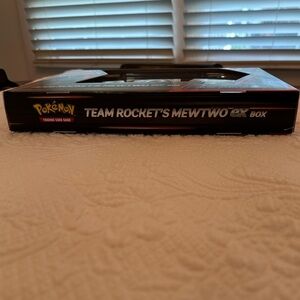 Pokémon
TRADING CARD GAME
TEAM ROCKET'S MEWTWO ex BOX